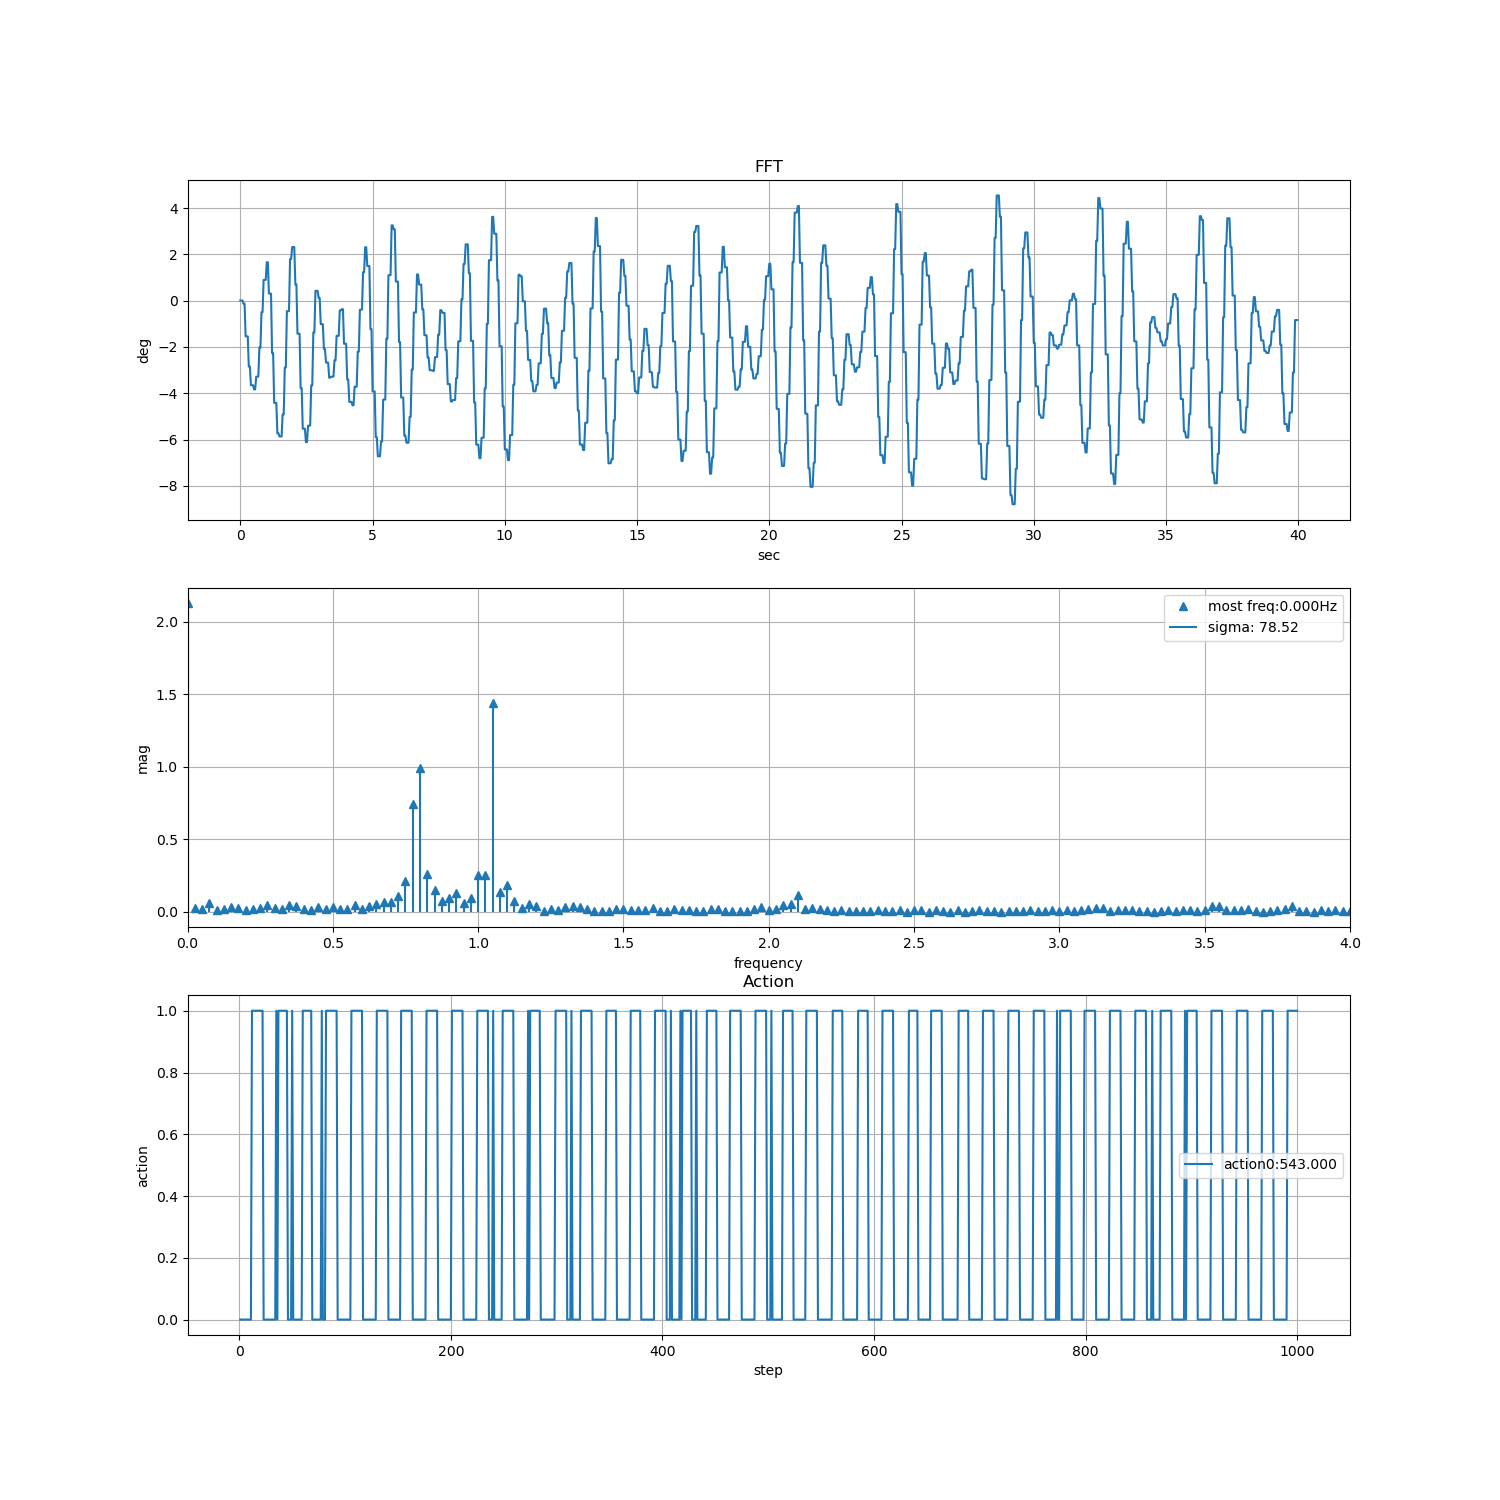 FFT
4
2
0
−2
−4
−6
−8
deg
0 5 10 15 20 25 30 35 40
sec
most freq:0.000Hz
sigma: 78.52
2.0
1.5
1.0
0.5
0.0
mag
0.0 0.5 1.0 1.5 2.0 2.5 3.0 3.5 4.0
frequency
Action
1.0
0.8
0.6
0.4
0.2
0.0
action
action0:543.000
0 200 400 600 800 1000
step